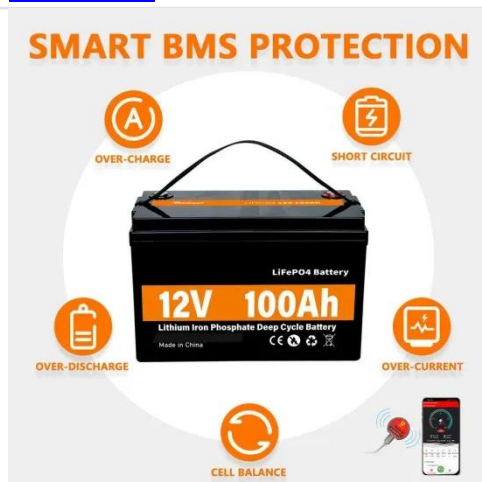 SMART BMS PROTECTION
OVER-CHARGE
SHORT CIRCUIT
LiFePO4 Battery
12V 100Ah
Lithium Iron Phosphate Deep Cycle Battery
Made in China
CE
OVER-DISCHARGE
OVER-CURRENT
CELL BALANCE